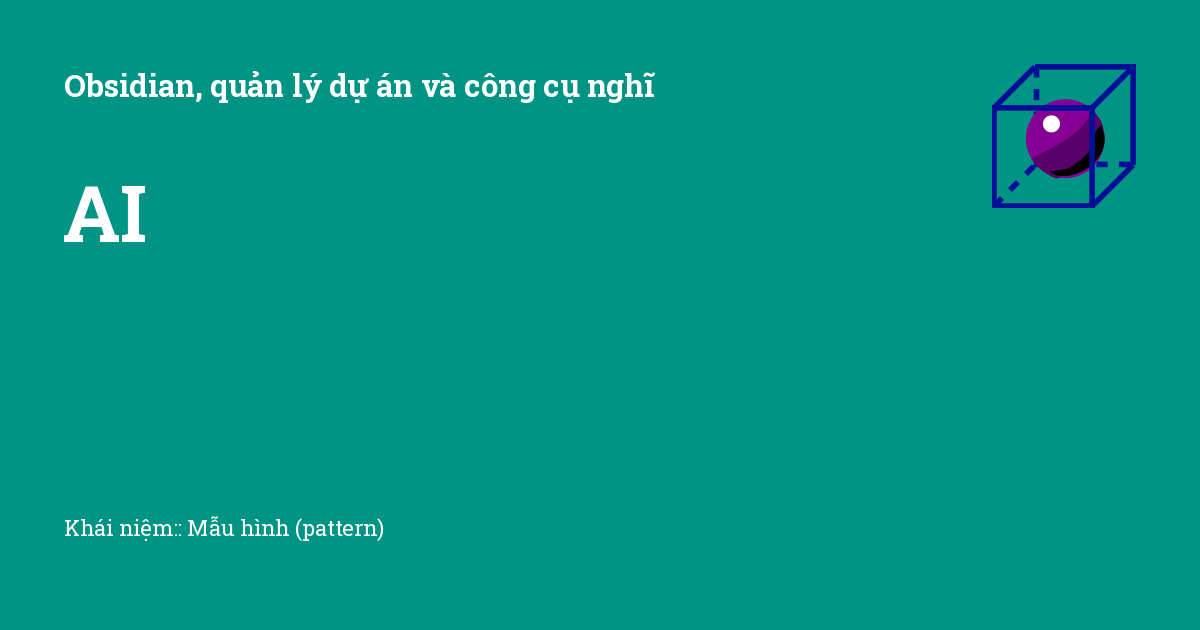 Obsidian, quản lý dự án và công cụ nghĩ
AI
Khái niệm:: Mẫu hình (pattern)